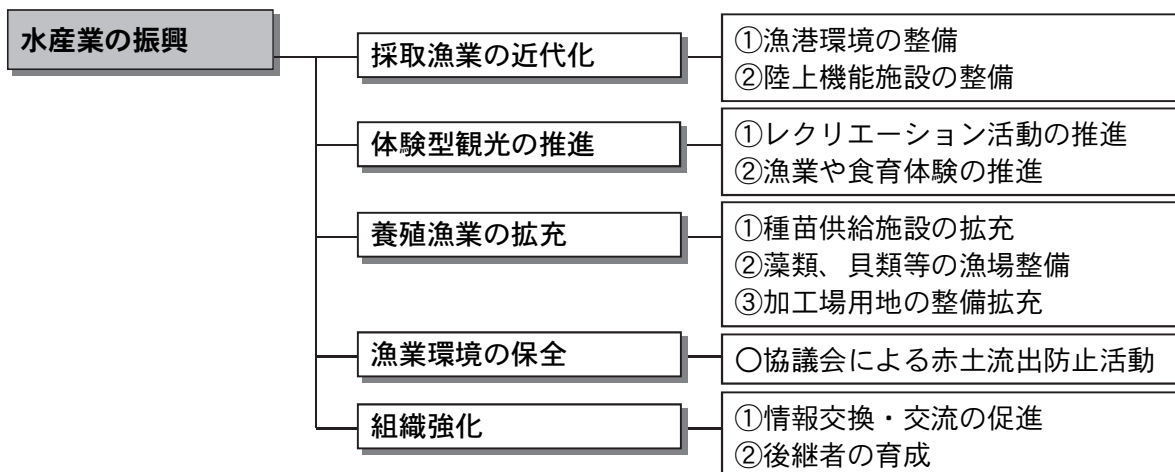 水産業の振興
採取漁業の近代化
①漁港環境の整備
②陸上機能施設の整備
体験型観光の推進
①レクリエーション活動の推進
②漁業や食育体験の推進
養殖漁業の拡充
①種苗供給施設の拡充
②藻類、貝類等の漁場整備
③加工場用地の整備拡充
漁業環境の保全
〇協議会による赤土流出防止活動
組織強化
①情報交換・交流の促進
②後継者の育成